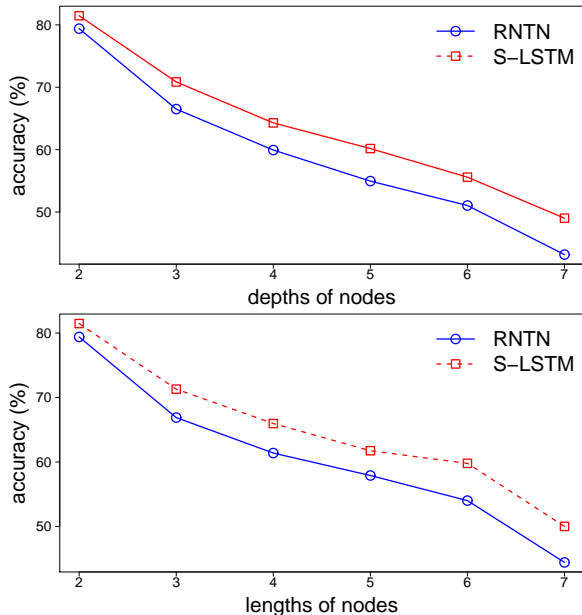 RNTN
S−LSTM
accuracy (%)
80
70
60
50
2 3 4 5 6 7
depths of nodes
RNTN
S−LSTM
accuracy (%)
80
70
60
50
2 3 4 5 6 7
lengths of nodes